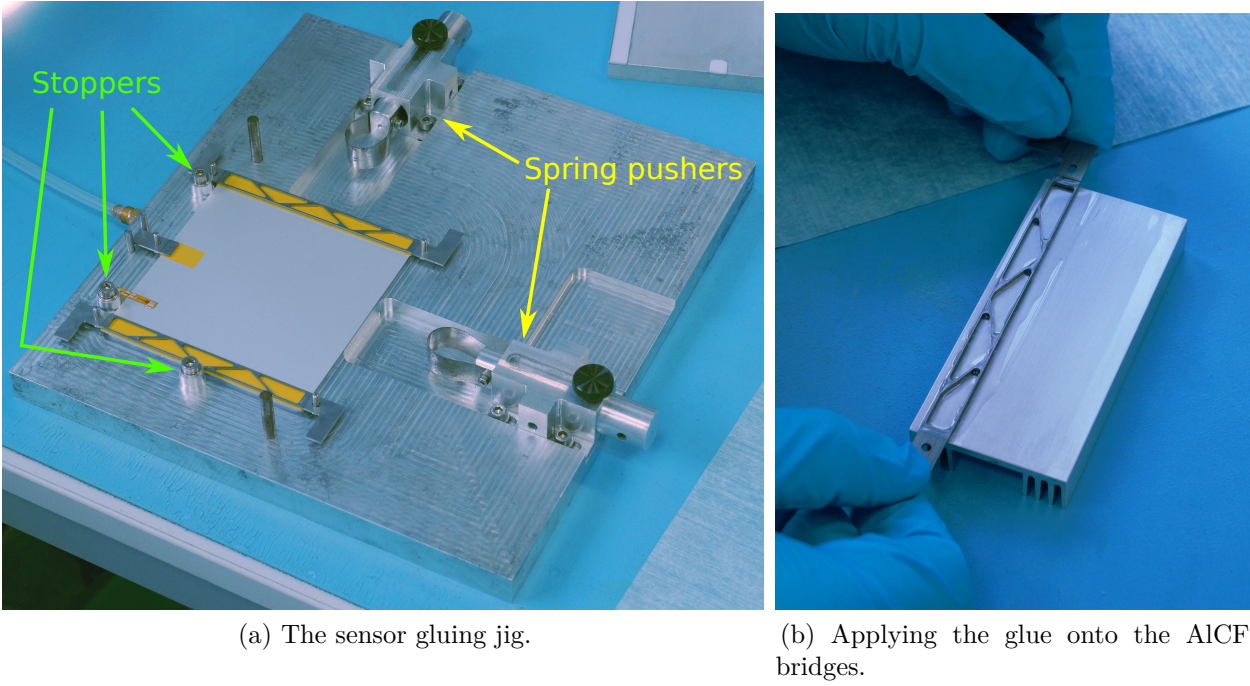 Stoppers
Spring pushers
(a) The sensor gluing jig.
(b) Applying the glue onto the AlCF
bridges.